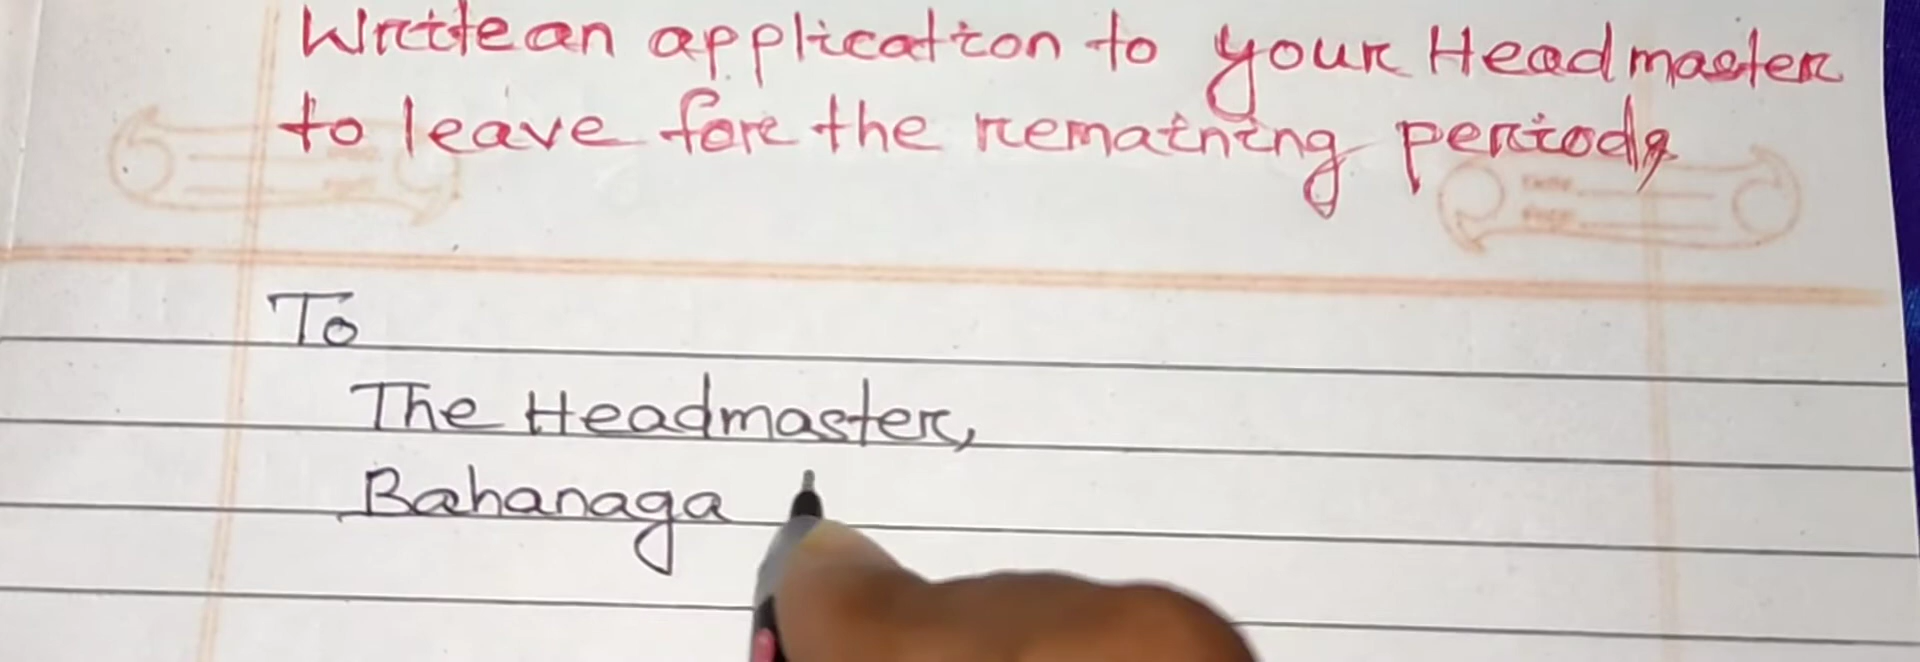 Write an application to your Headmaster
to leave for the remaining periods
To
The Headmaster,
Bahanaga